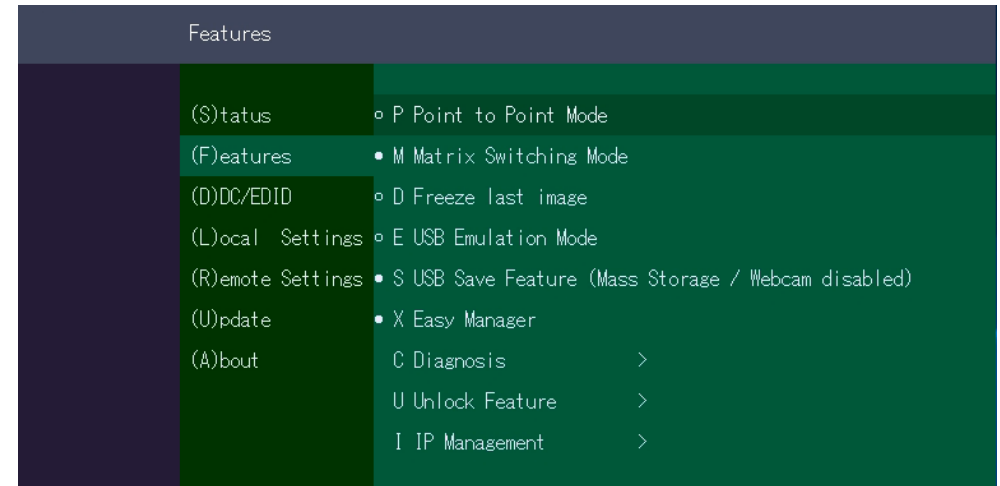 Features
(S)tatus
(F)eatures
(D)DC/EDID
(L)ocal Settings
(R)emote Settings
(U)pdate
(A)bout
P Point to Point Mode
M Matrix Switching Mode
D Freeze last image
E USB Emulation Mode
S USB Save Feature (Mass Storage / Webcam disabled)
X Easy Manager
C Diagnosis >
U Unlock Feature >
I IP Management >